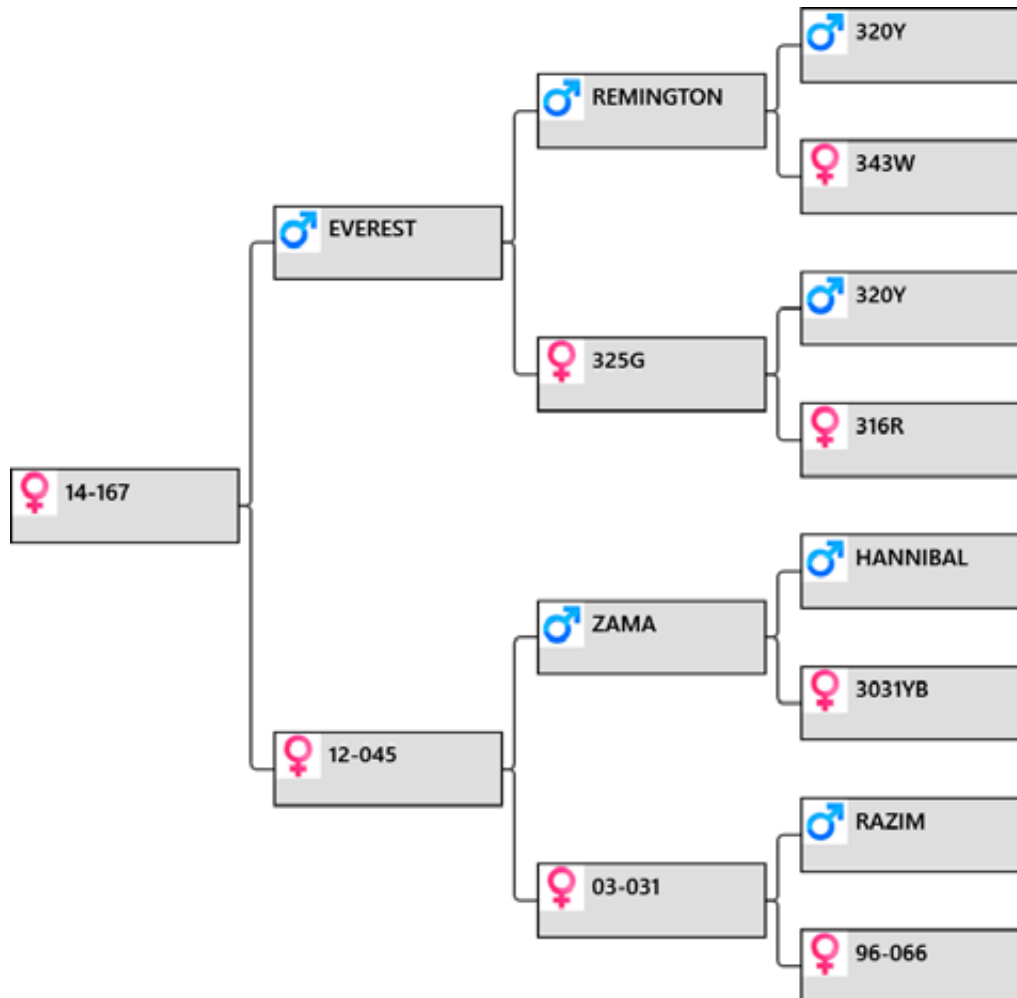 320Y
REMINGTON
343W
EVEREST
320Y
325G
316R
14-167
HANNIBAL
ZAMA
3031YB
12-045
RAZIM
03-031
96-066